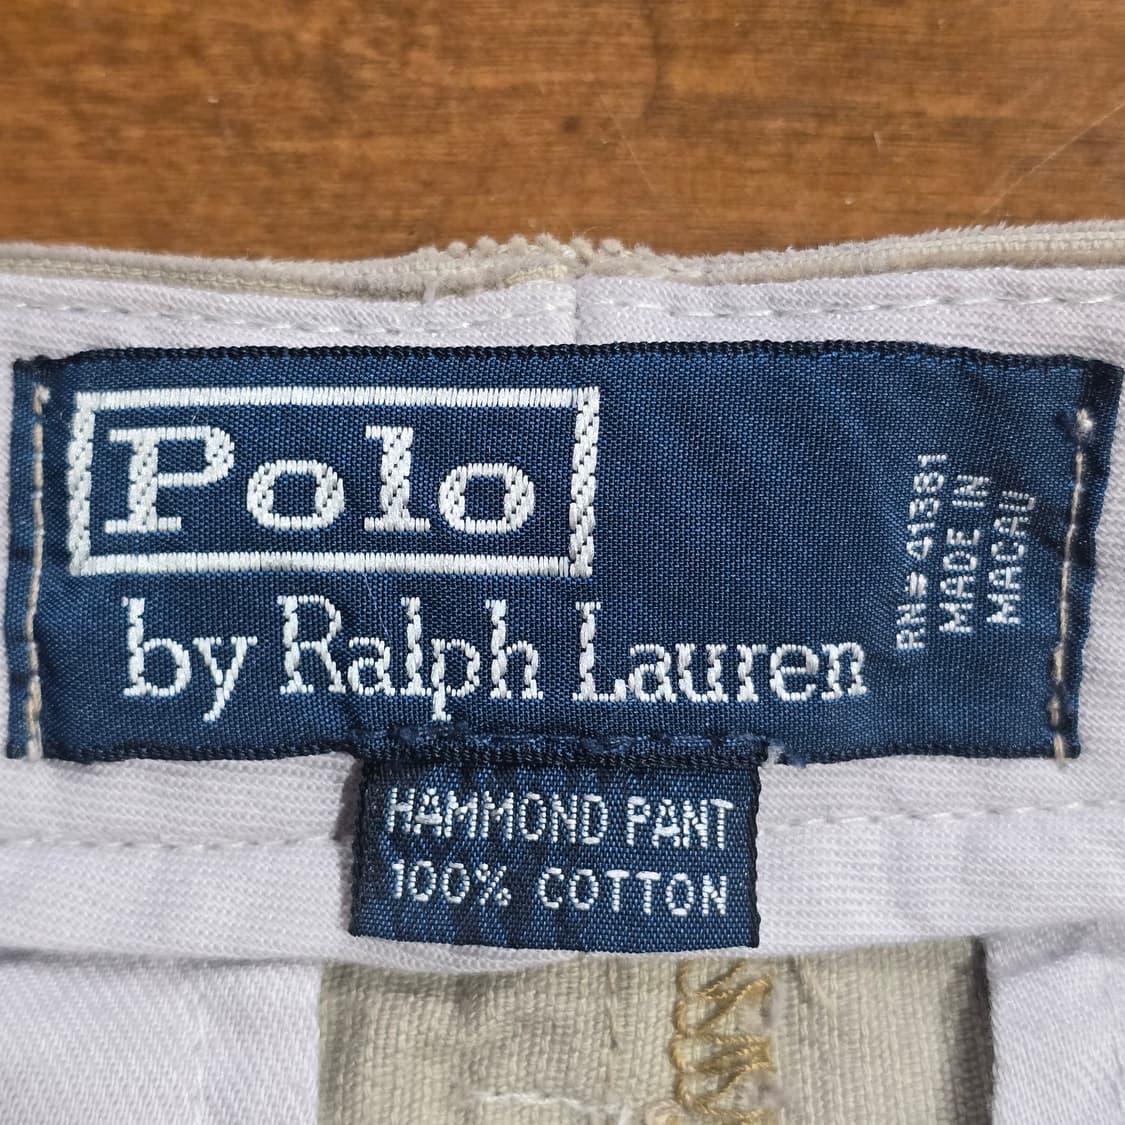 Polo
by Ralph Lauren
RN# 41381
MADE IN
MACAU
HAMMOND PANT
100% COTTON